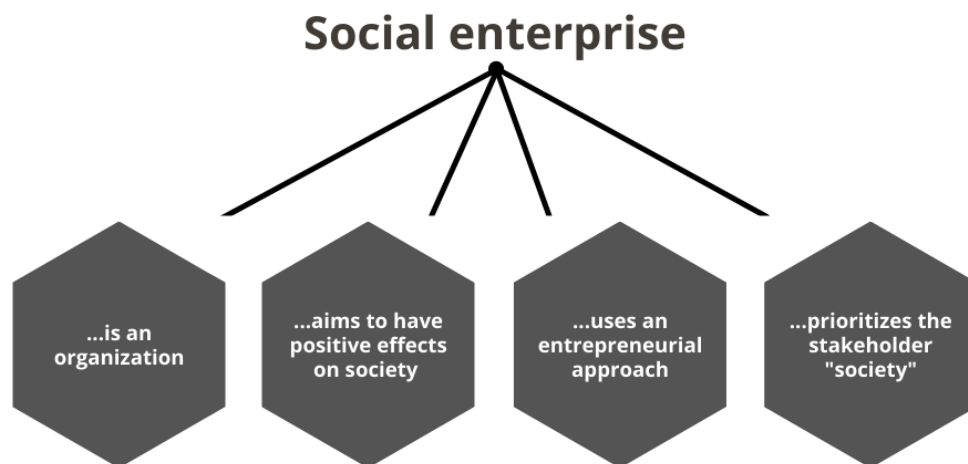 Social enterprise
...is an
organization
...aims to have
positive effects
on society
...uses an
entrepreneurial
approach
...prioritizes the
stakeholder
"society"